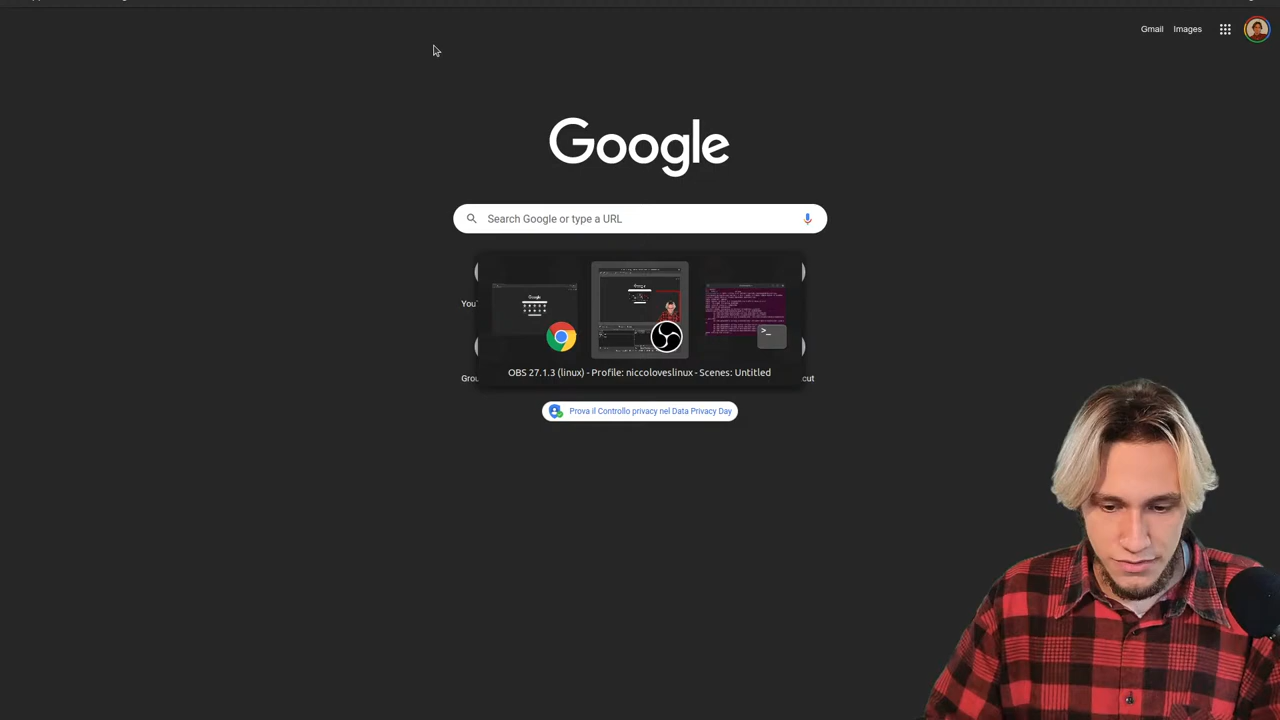 Gmail Images
Google
Search Google or type a URL
You
OBS 27.1.3 (linux) - Profile: niccoloveslinux - Scenes: Untitled
Grou
cut
Prova il Controllo privacy nel Data Privacy Day